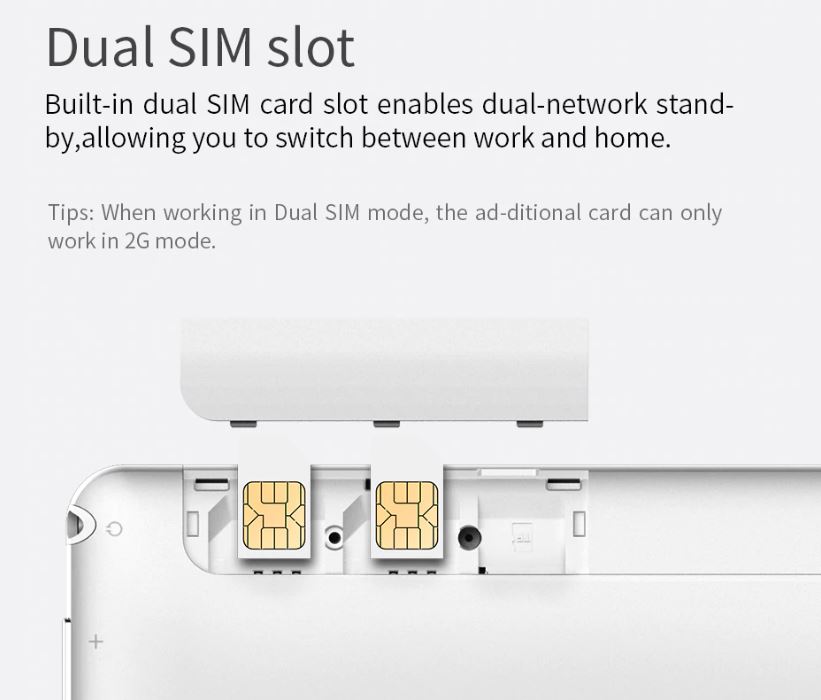 Dual SIM slot
Built-in dual SIM card slot enables dual-network stand-
by,allowing you to switch between work and home.
Tips: When working in Dual SIM mode, the ad-ditional card can only
work in 2G mode.
+